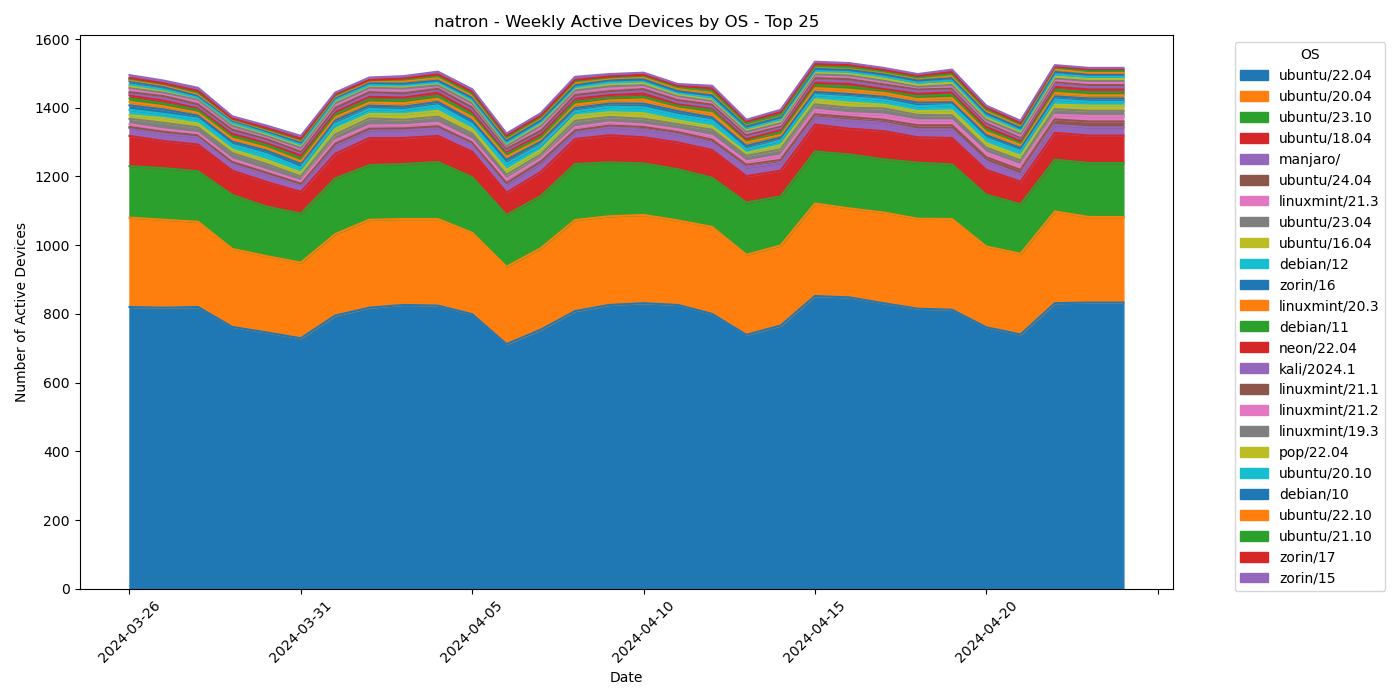 natron - Weekly Active Devices by OS - Top 25
1600
1400
1200
1000
800
600
400
200
0
Number of Active Devices
2024-03-26
2024-03-31
2024-04-05
2024-04-10
2024-04-15
2024-04-20
Date
OS
ubuntu/22.04
ubuntu/20.04
ubuntu/23.10
ubuntu/18.04
manjaro/
ubuntu/24.04
linuxmint/21.3
ubuntu/23.04
ubuntu/16.04
debian/12
zorin/16
linuxmint/20.3
debian/11
neon/22.04
kali/2024.1
linuxmint/21.1
linuxmint/21.2
linuxmint/19.3
pop/22.04
ubuntu/20.10
debian/10
ubuntu/22.10
ubuntu/21.10
zorin/17
zorin/15